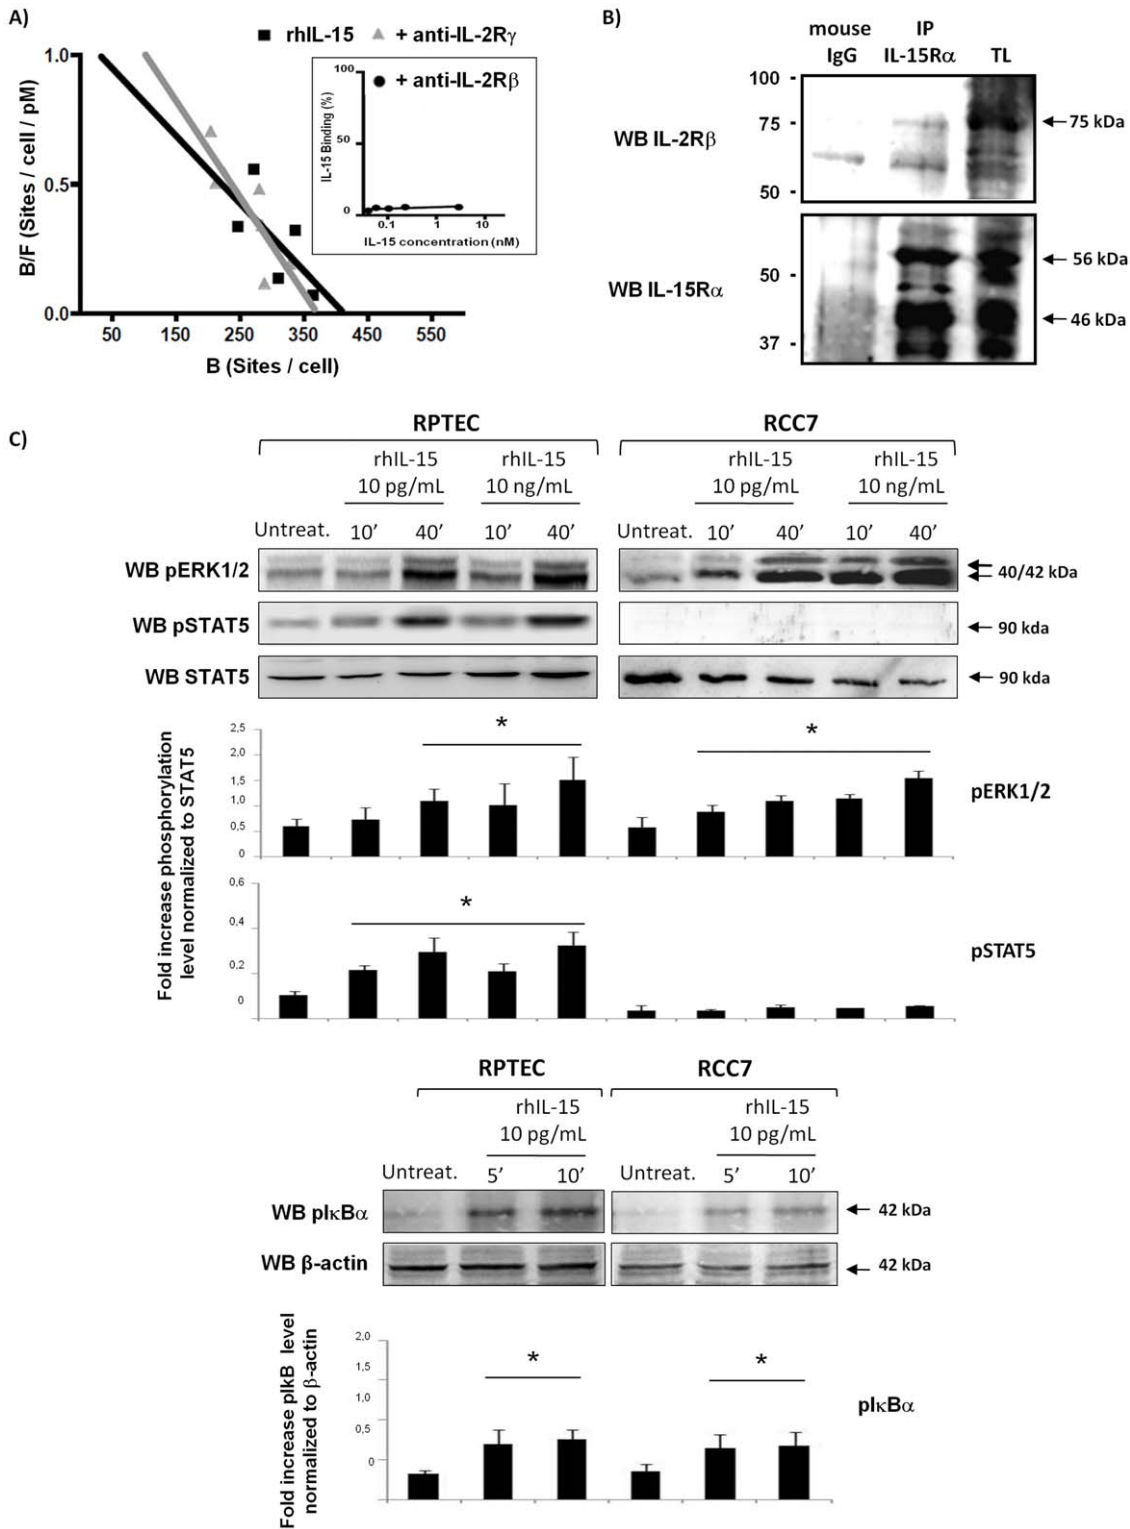 A)
rhIL-15 + anti-IL-2Rγ
+ anti-IL-2Rβ
B/F (Sites / cell / pM)
1.0
0.5
0.0
50 150 250 350 450 550
B (Sites / cell)
IL-15 Binding (%)
100
50
0
0.1 1 10
IL-15 concentration (nM)
B)
mouse IP
IgG IL-15Rα TL
WB IL-2Rβ
100 -
75 -
50 -
75 kDa
WB IL-15Rα
50 -
37 -
56 kDa
46 kDa
C)
RPTEC RCC7
rhIL-15 rhIL-15 rhIL-15 rhIL-15
10 pg/mL 10 ng/mL 10 pg/mL 10 ng/mL
Untreat. 10’ 40’ 10’ 40’ Untreat. 10’ 40’ 10’ 40’
WB pERK1/2 40/42 kDa
WB pSTAT5 90 kda
WB STAT5 90 kda
Fold increase phosphorylation
level normalized to STAT5
2,5
2,0
1,5
1,0
0,5
0
* *
pERK1/2
0,6
0,4
0,2
0
*
pSTAT5
RPTEC RCC7
rhIL-15 rhIL-15
10 pg/mL 10 pg/mL
Untreat. 5’ 10’ Untreat. 5’ 10’
WB pIκBα 42 kDa
WB β-actin 42 kDa
Fold increase pIkB level
normalized to β-actin
2,0
1,5
1,0
0,5
0
* *
pIκBα